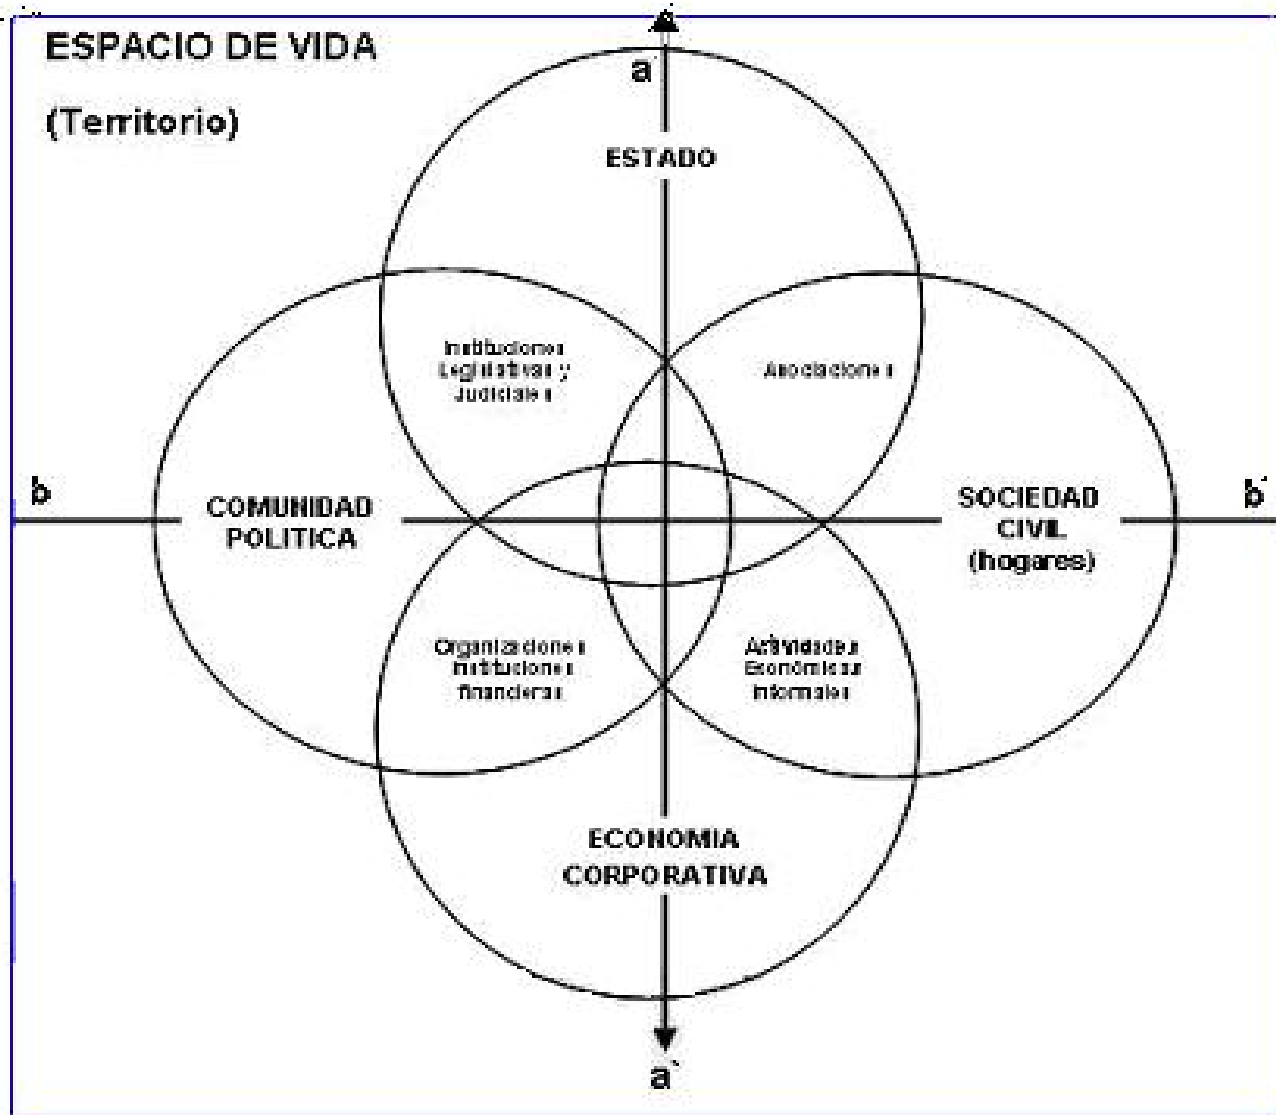 ESPACIO DE VIDA
(Territorio)
a
ESTADO
Instituciones
Legislativas y
Judiciales
Asociaciones
b
COMUNIDAD
POLITICA
SOCIEDAD
CIVIL
(hogares)
b`
Organizaciones
Instituciones
financieras
Actividades
Económicas
informales
ECONOMIA
CORPORATIVA
a`